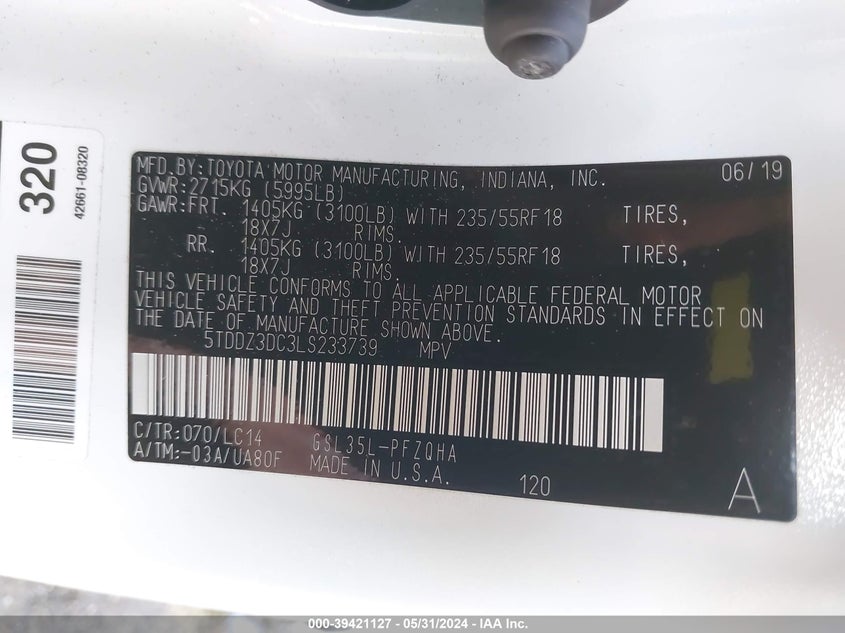 320
42661-08320
MFD.BY:TOYOTA MOTOR MANUFACTURING, INDIANA, INC. 06/19
GVWR:2715KG (5995LB)
GAWR:FRT. 1405KG (3100LB) WITH 235/55RF18 TIRES,
18X7J RIMS.
RR. 1405KG (3100LB) WITH 235/55RF18 TIRES,
18X7J RIMS.
THIS VEHICLE CONFORMS TO ALL APPLICABLE FEDERAL MOTOR
VEHICLE SAFETY AND THEFT PREVENTION STANDARDS IN EFFECT ON
THE DATE OF MANUFACTURE SHOWN ABOVE.
5TDDZ3DC3LS233739 MPV
C/TR:070/LC14 GSL35L-PFZQHA
A/TM:-03A/UA80F MADE IN U.S.A.
120
A
000-39421127 - 05/31/2024 - IAA Inc.